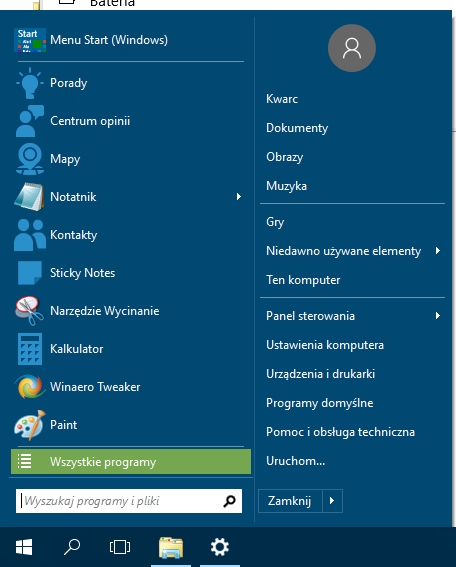 Bateria
Start
Menu Start (Windows)
Porady
Centrum opinii
Mapy
Notatnik
Kontakty
Sticky Notes
Narzędzie Wycinanie
Kalkulator
Winaero Tweaker
Paint
Wszystkie programy
Wyszukaj programy i pliki
Kwarc
Dokumenty
Obrazy
Muzyka
Gry
Niedawno używane elementy
Ten komputer
Panel sterowania
Ustawienia komputera
Urządzenia i drukarki
Programy domyślne
Pomoc i obsługa techniczna
Uruchom...
Zamknij